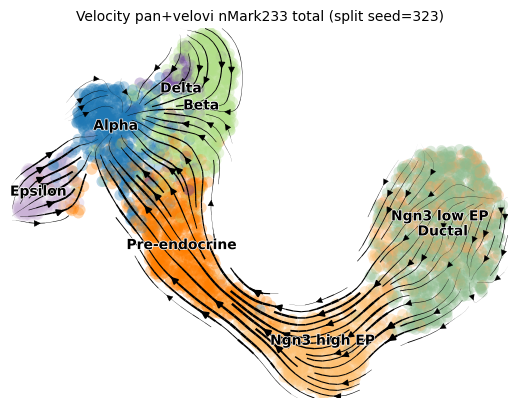 Velocity pan+velovi nMark233 total (split seed=323)
Delta
Beta
Alpha
Epsilon
Ngn3 low EP
Ductal
Pre-endocrine
Ngn3 high EP